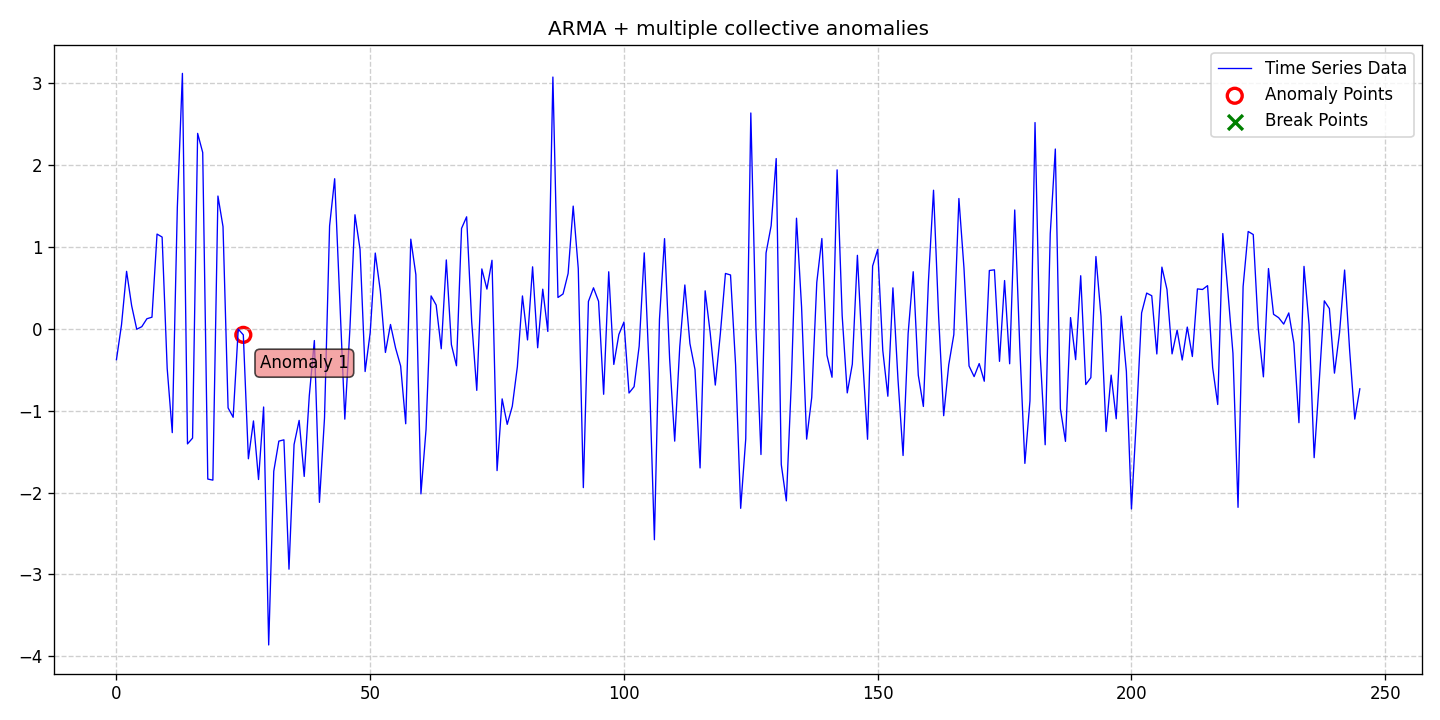 ARMA + multiple collective anomalies
Time Series Data
Anomaly Points
Break Points
Anomaly 1
3
2
1
0
−1
−2
−3
−4
0
50
100
150
200
250